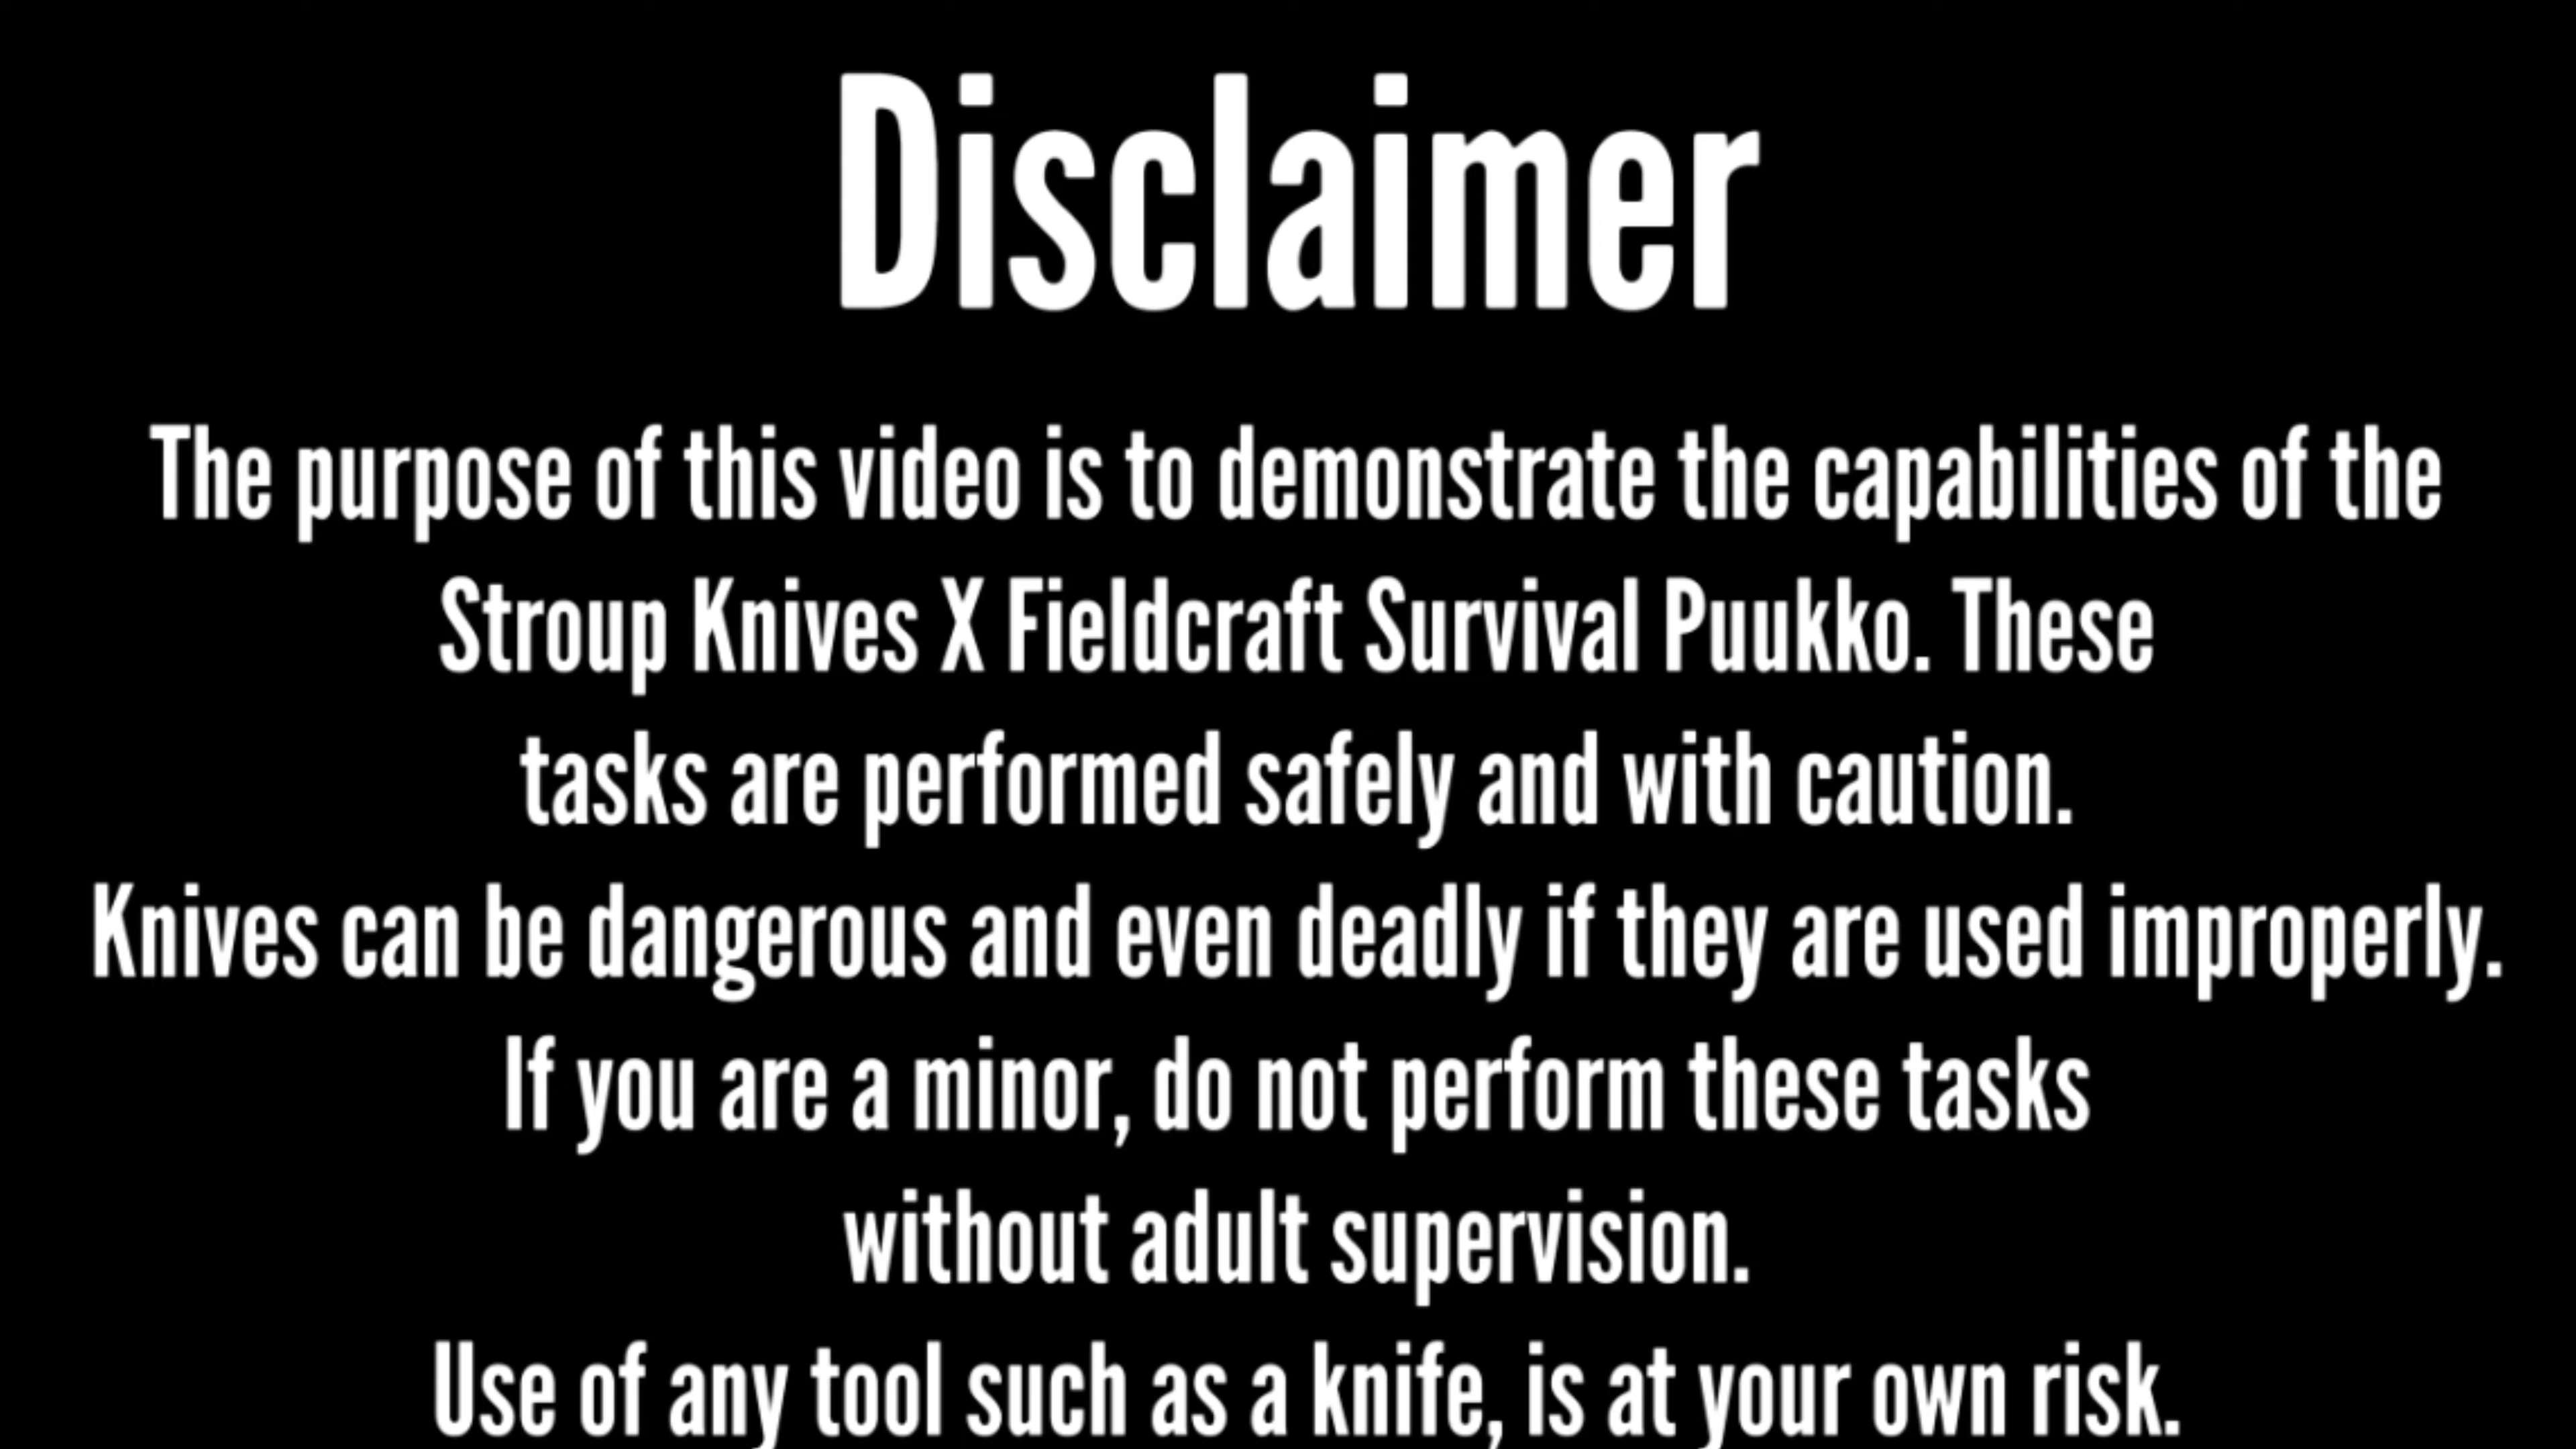 Disclaimer
The purpose of this video is to demonstrate the capabilities of the
Stroup Knives X Fieldcraft Survival Puukko. These
tasks are performed safely and with caution.
Knives can be dangerous and even deadly if they are used improperly.
If you are a minor, do not perform these tasks
without adult supervision.
Use of any tool such as a knife, is at your own risk.